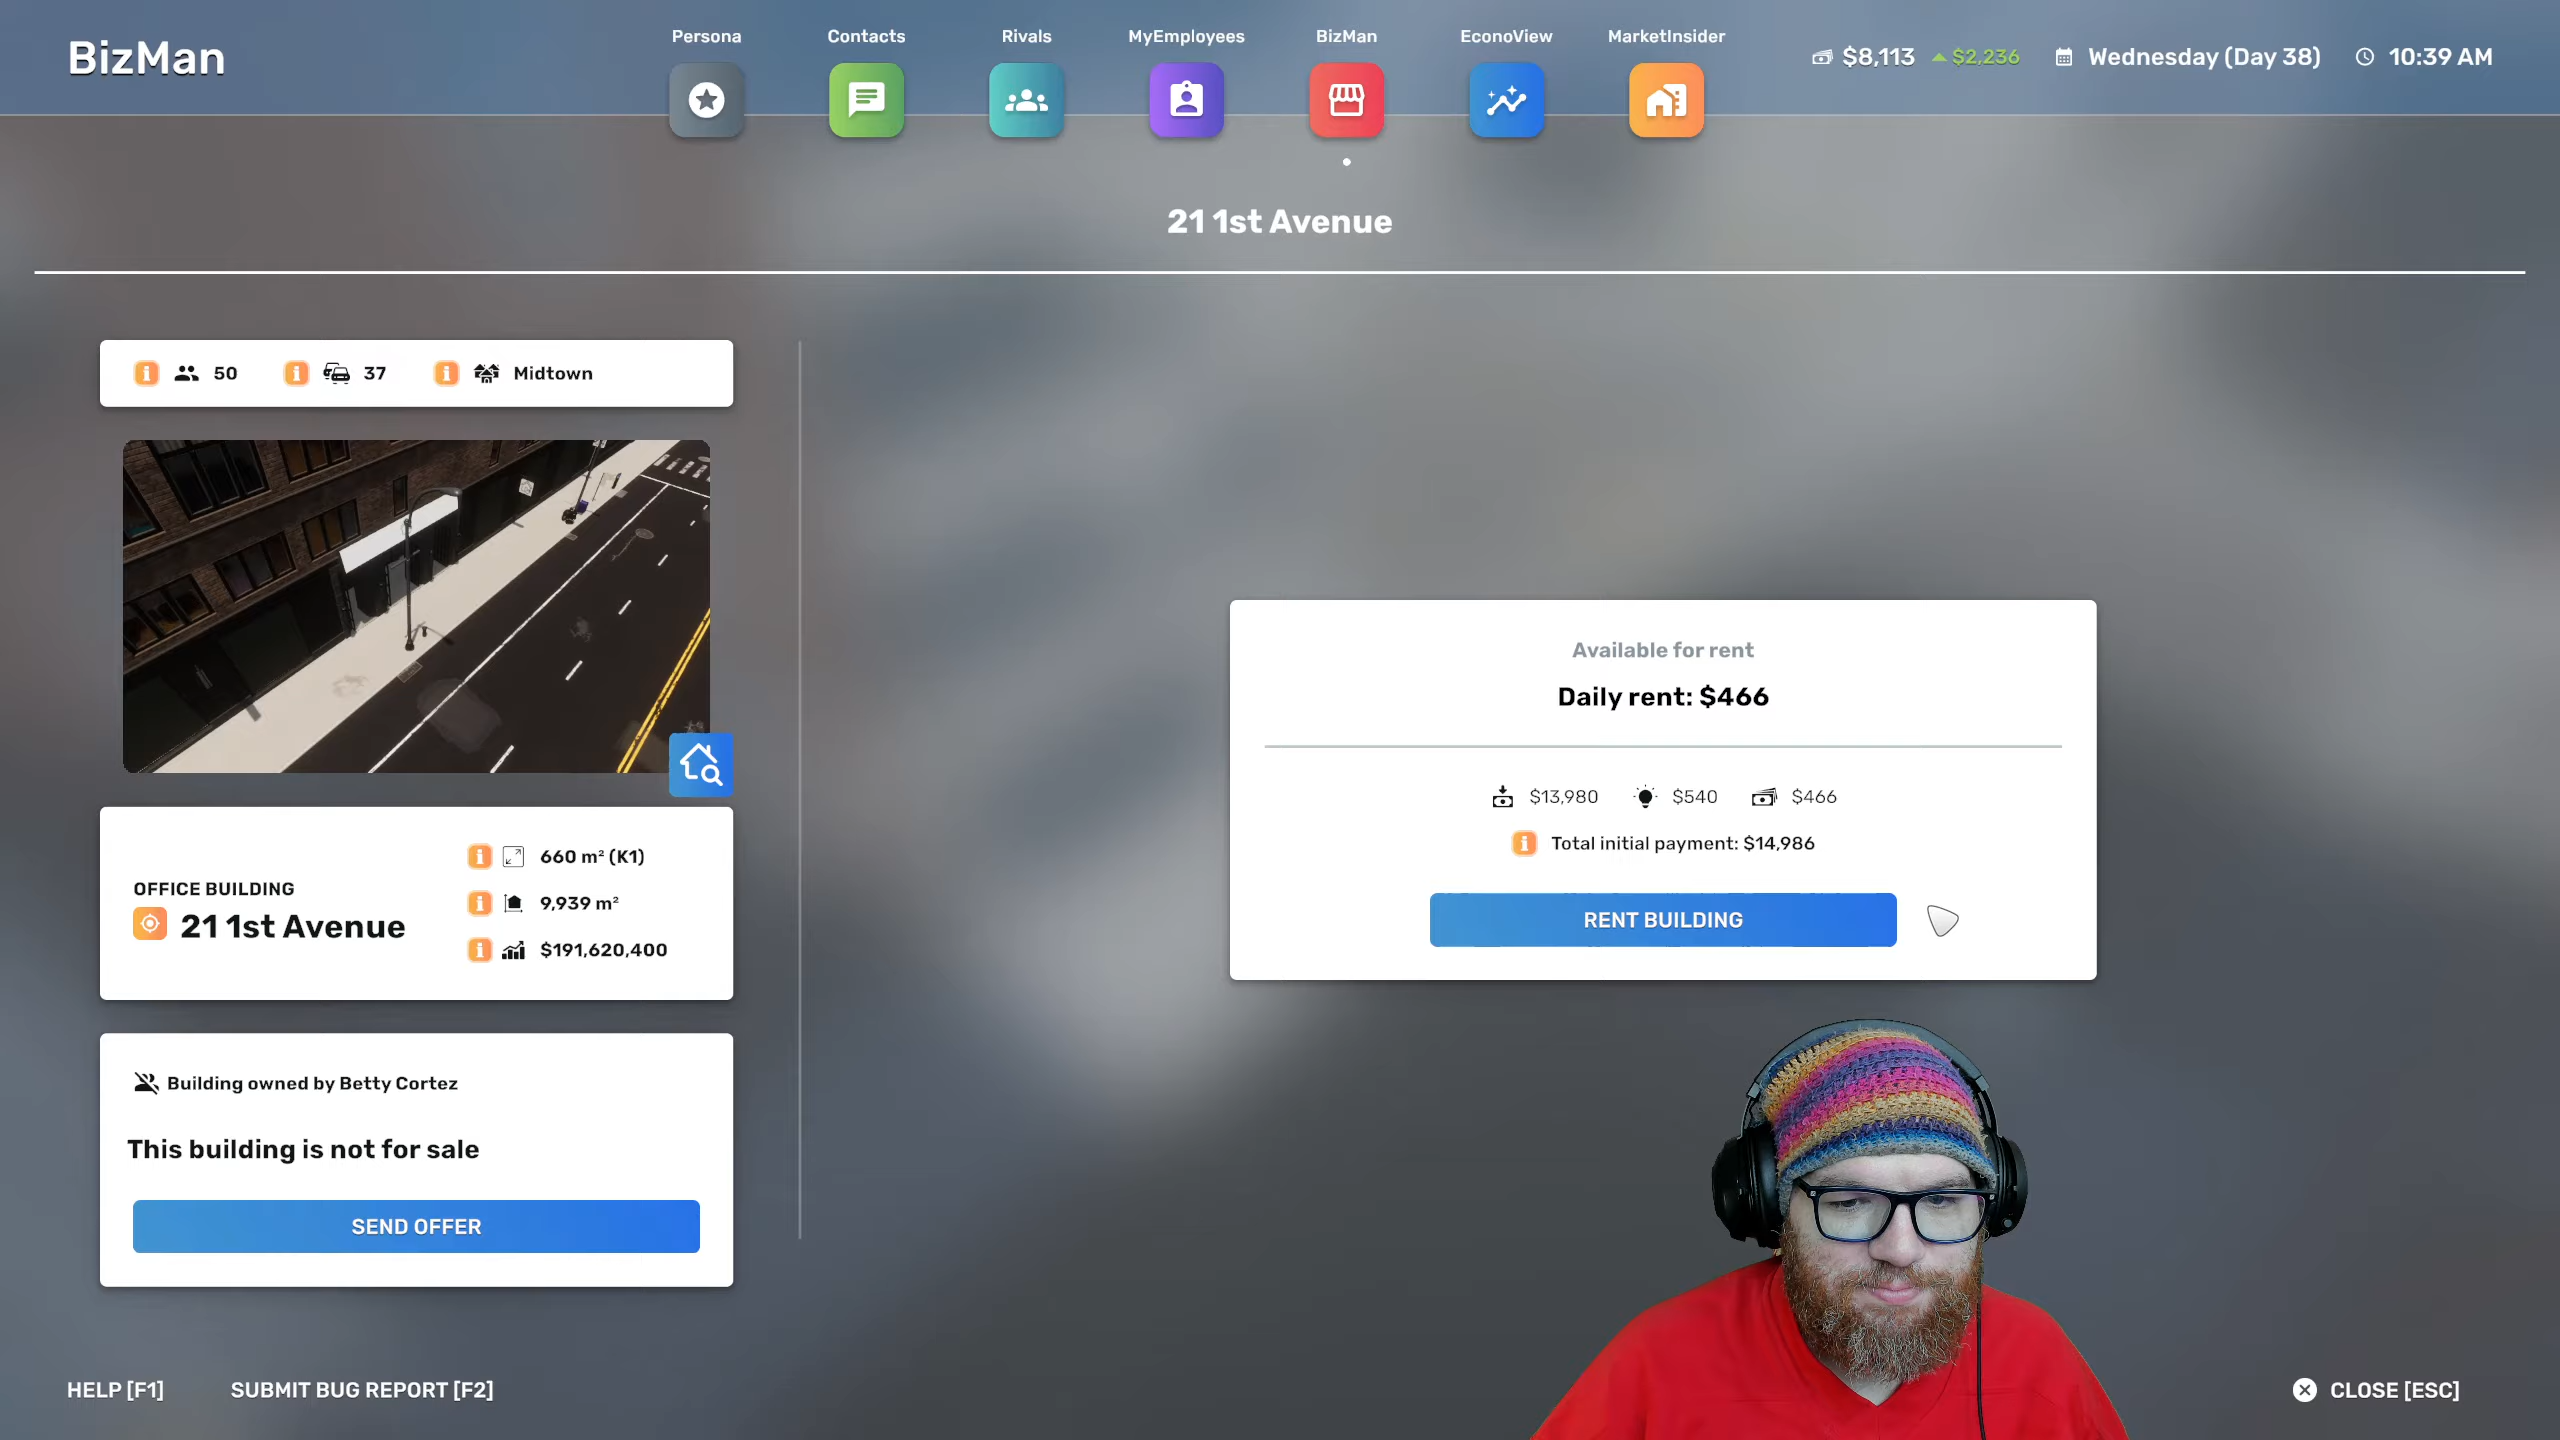 BizMan
Persona
Contacts
Rivals
MyEmployees
BizMan
EconoView
MarketInsider
$8,113
$2,236
Wednesday (Day 38)
10:39 AM
21 1st Avenue
50
37
Midtown
OFFICE BUILDING
21 1st Avenue
660 m² (K1)
9,939 m²
$191,620,400
Building owned by Betty Cortez
This building is not for sale
SEND OFFER
Available for rent
Daily rent: $466
$13,980
$540
$466
Total initial payment: $14,986
RENT BUILDING
HELP [F1]
SUBMIT BUG REPORT [F2]
CLOSE [ESC]